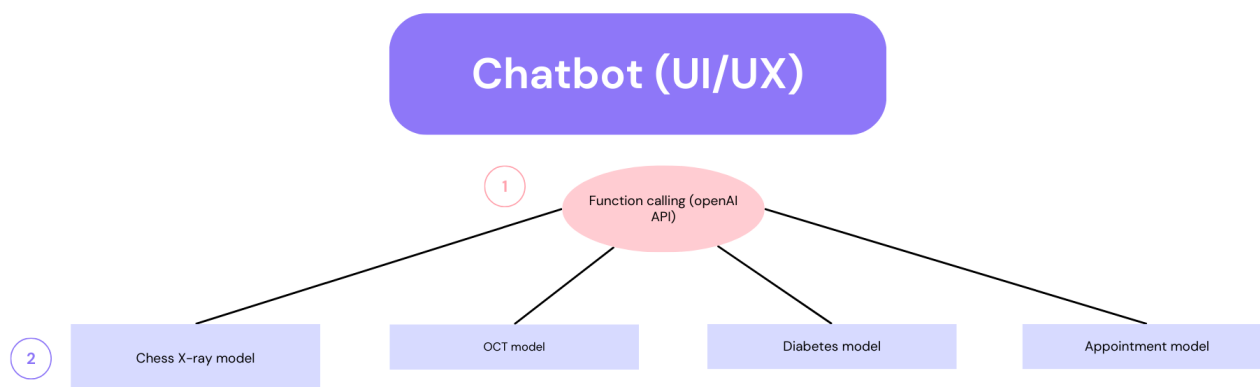 Chatbot (UI/UX)
1
Function calling (openAI
API)
2
Chess X-ray model
OCT model
Diabetes model
Appointment model